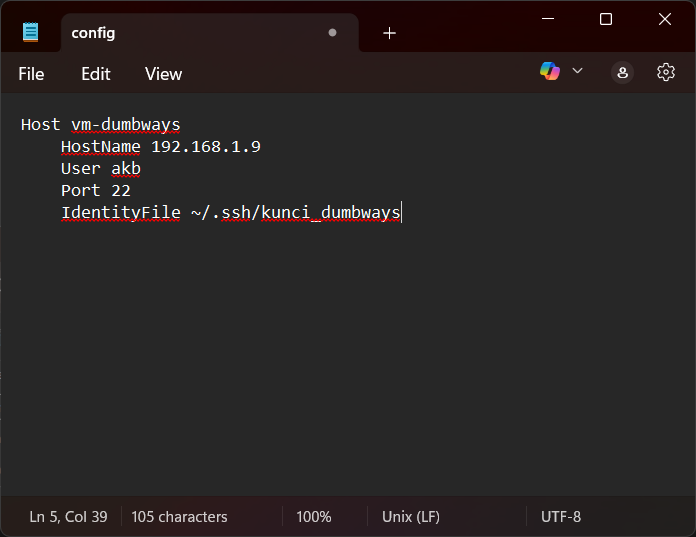 config
File Edit View
Host vm-dumbways
    HostName 192.168.1.9
    User akb
    Port 22
    IdentityFile ~/.ssh/kunci_dumbways
Ln 5, Col 39 105 characters 100% Unix (LF) UTF-8